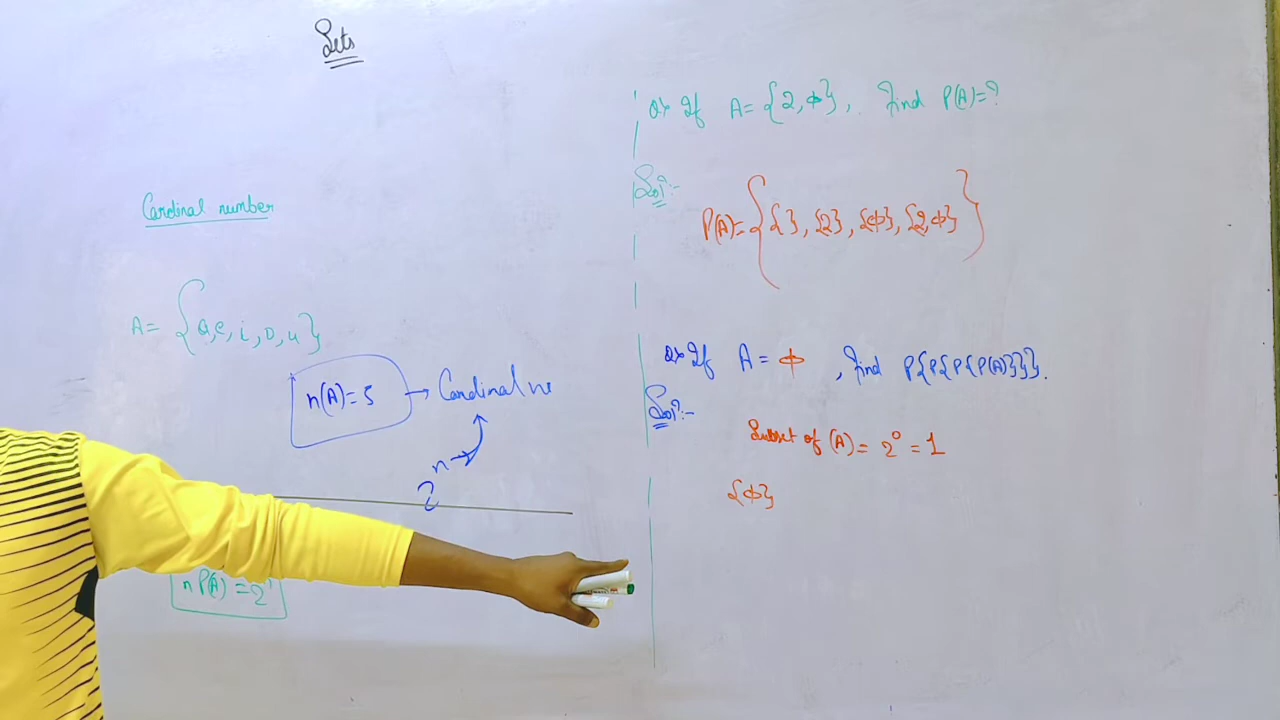 Sets
Cardinal number
A = {a, e, i, o, u}
n(A) = 5 → Cardinal no
2^n
n P(A) = 2^n
Q. If A = {2, ϕ}, Find P(A) = ?
Sol?:-
P(A) = { { }, {2}, {ϕ}, {2, ϕ} }
Q. If A = ϕ, Find P{P{P{P(A)}}}.
Sol?:-
Subset of (A) = 2^0 = 1
{ϕ}